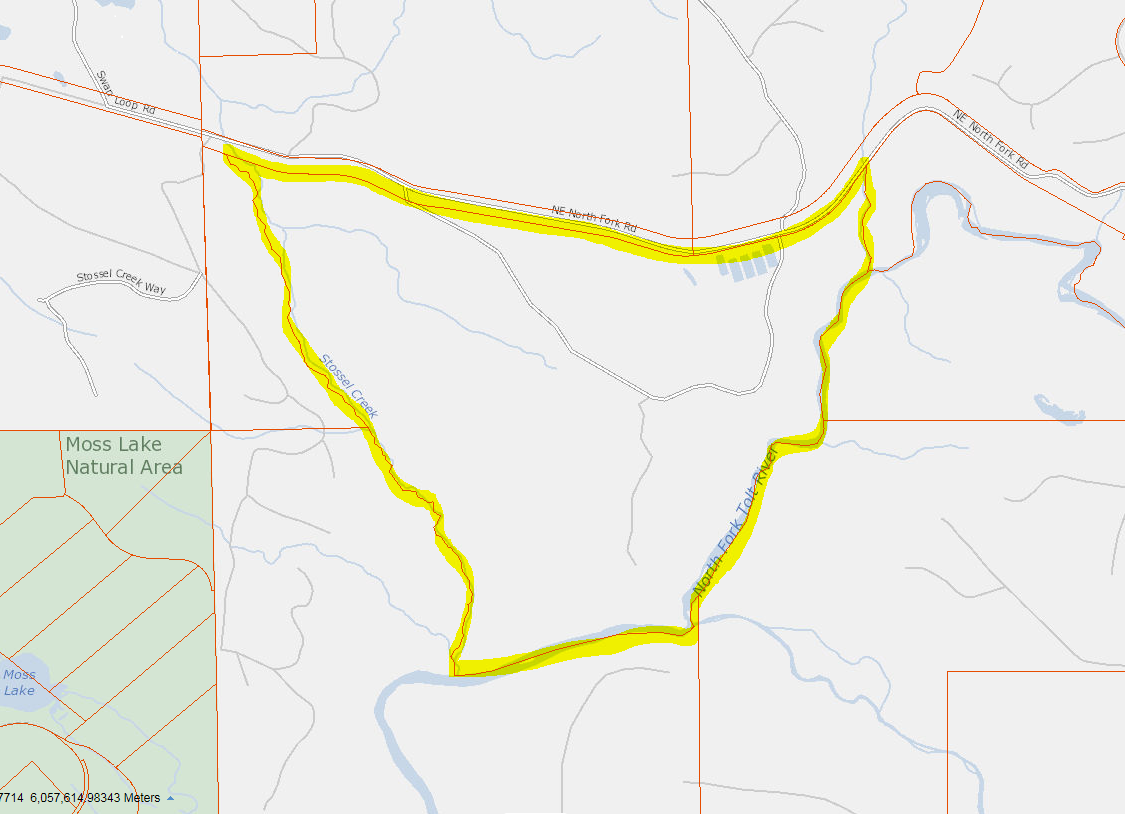 Swan Loop Rd
NE North Fork Rd
NE North Fork Rd
Stossel Creek Way
Stossel Creek
Moss Lake
Natural Area
North Fork Tolt River
Moss
Lake
7714 6,057,614.98343 Meters